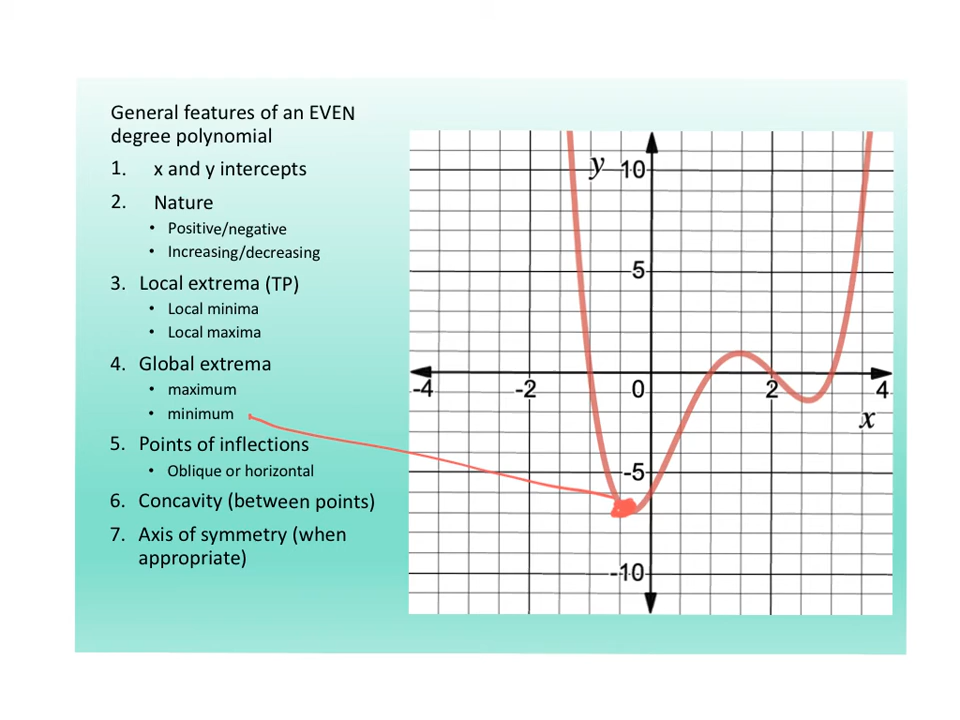 General features of an EVEN
degree polynomial
1. x and y intercepts
2. Nature
• Positive/negative
• Increasing/decreasing
3. Local extrema (TP)
• Local minima
• Local maxima
4. Global extrema
• maximum
• minimum
5. Points of inflections
• Oblique or horizontal
6. Concavity (between points)
7. Axis of symmetry (when
appropriate)
y 10
5
-4 -2 0 2 4
x
-5
-10